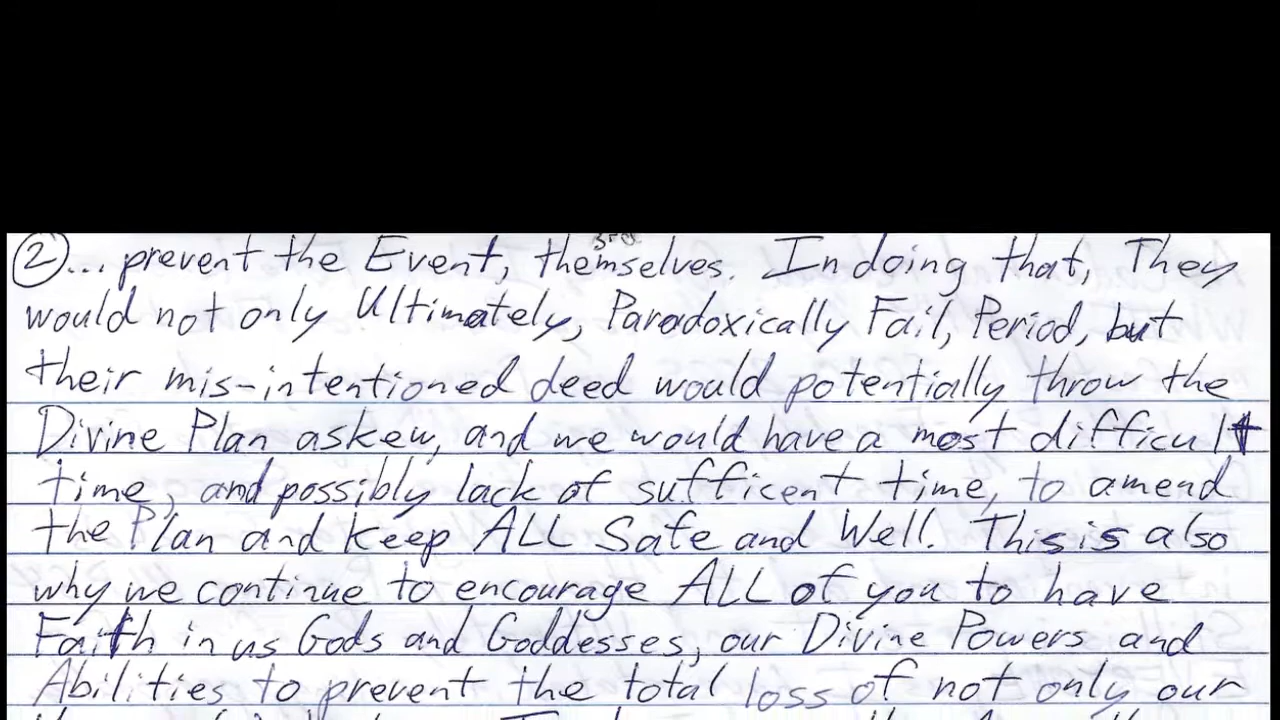 ② ... prevent the Event, themselves. In doing that, They
would not only Ultimately, Paradoxically Fail, Period, but
their mis-intentioned deed would potentially throw the
Divine Plan askew, and we would have a most difficult
time, and possibly lack of sufficent time, to amend
the Plan and Keep ALL Safe and Well. This is also
why we continue to encourage ALL of you to have
Faith in us Gods and Goddesses, our Divine Powers and
Abilities to prevent the total loss of not only our